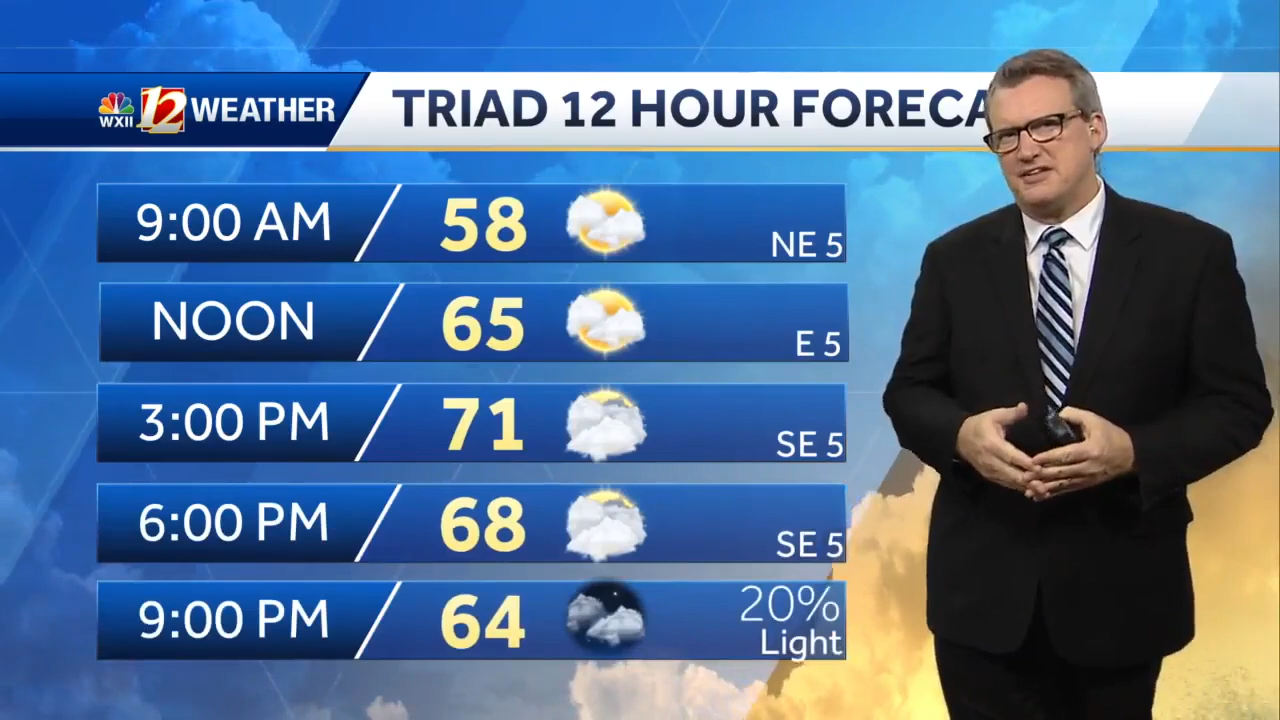 WXII 12 WEATHER
TRIAD 12 HOUR FORECA
9:00 AM 58 NE 5
NOON 65 E 5
3:00 PM 71 SE 5
6:00 PM 68 SE 5
9:00 PM 64 20%
Light